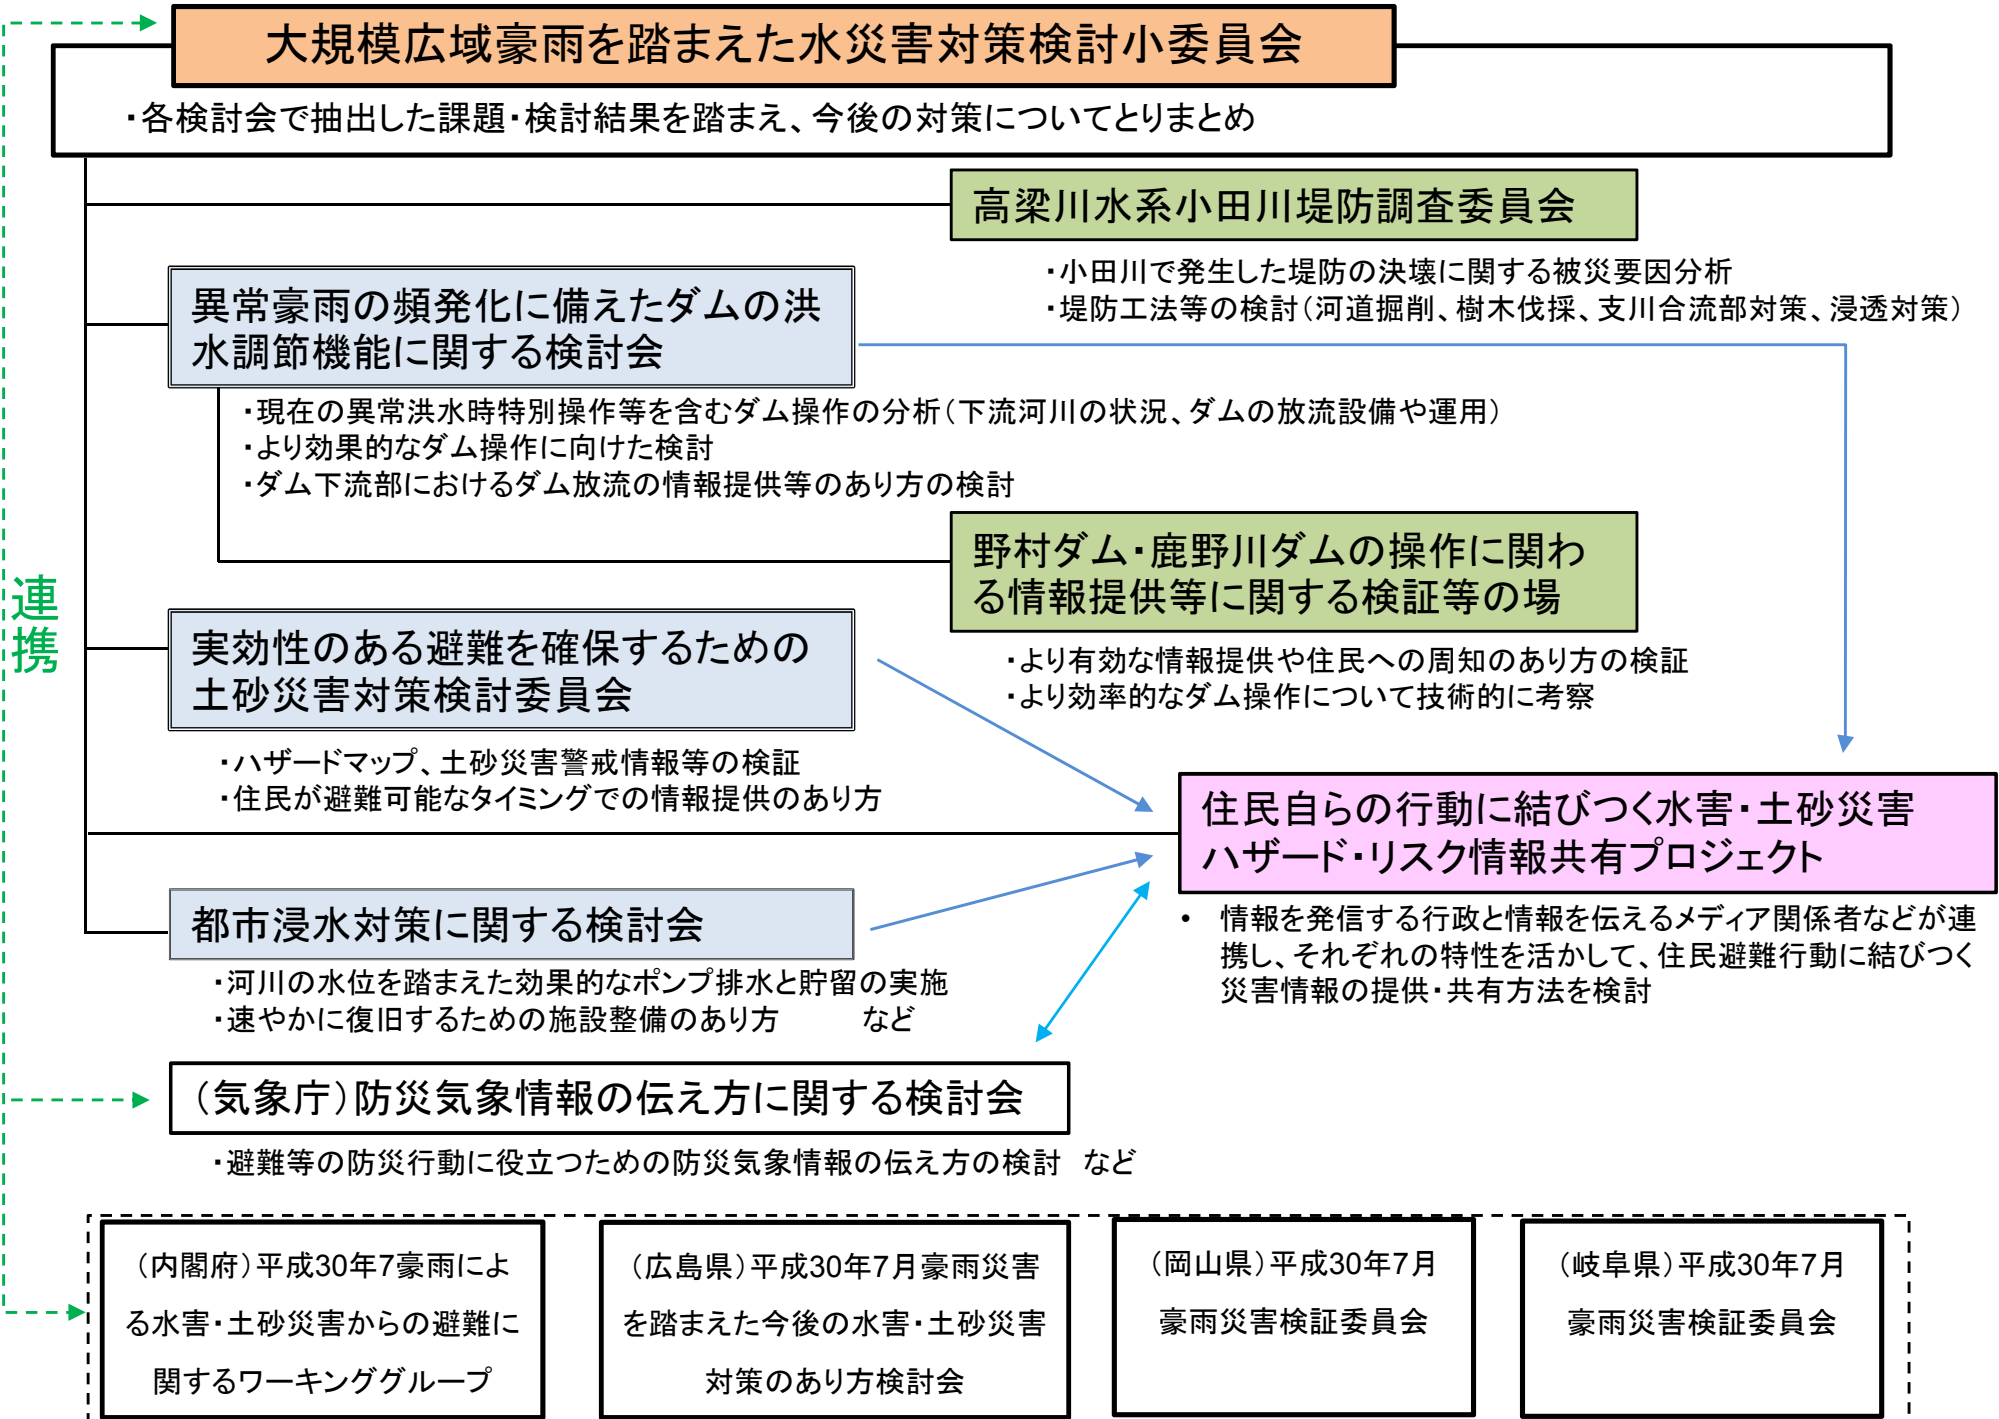 大規模広域豪雨を踏まえた水災害対策検討小委員会
・各検討会で抽出した課題・検討結果を踏まえ、今後の対策についてとりまとめ
高梁川水系小田川堤防調査委員会
・小田川で発生した堤防の決壊に関する被災要因分析
・堤防工法等の検討（河道掘削、樹木伐採、支川合流部対策、浸透対策）
異常豪雨の頻発化に備えたダムの洪
水調節機能に関する検討会
・現在の異常洪水時特別操作等を含むダム操作の分析（下流河川の状況、ダムの放流設備や運用）
・より効果的なダム操作に向けた検討
・ダム下流部におけるダム放流の情報提供等のあり方の検討
野村ダム・鹿野川ダムの操作に関わ
る情報提供等に関する検証等の場
・より有効な情報提供や住民への周知のあり方の検証
・より効率的なダム操作について技術的に考察
連携
実効性のある避難を確保するための
土砂災害対策検討委員会
・ハザードマップ、土砂災害警戒情報等の検証
・住民が避難可能なタイミングでの情報提供のあり方
住民自らの行動に結びつく水害・土砂災害
ハザード・リスク情報共有プロジェクト
• 情報を発信する行政と情報を伝えるメディア関係者などが連
携し、それぞれの特性を活かして、住民避難行動に結びつく
災害情報の提供・共有方法を検討
都市浸水対策に関する検討会
・河川の水位を踏まえた効果的なポンプ排水と貯留の実施
・速やかに復旧するための施設整備のあり方　　など
（気象庁）防災気象情報の伝え方に関する検討会
・避難等の防災行動に役立つための防災気象情報の伝え方の検討　など
（内閣府）平成30年7豪雨によ
る水害・土砂災害からの避難に
関するワーキンググループ
（広島県）平成30年7月豪雨災害
を踏まえた今後の水害・土砂災害
対策のあり方検討会
（岡山県）平成30年7月
豪雨災害検証委員会
（岐阜県）平成30年7月
豪雨災害検証委員会